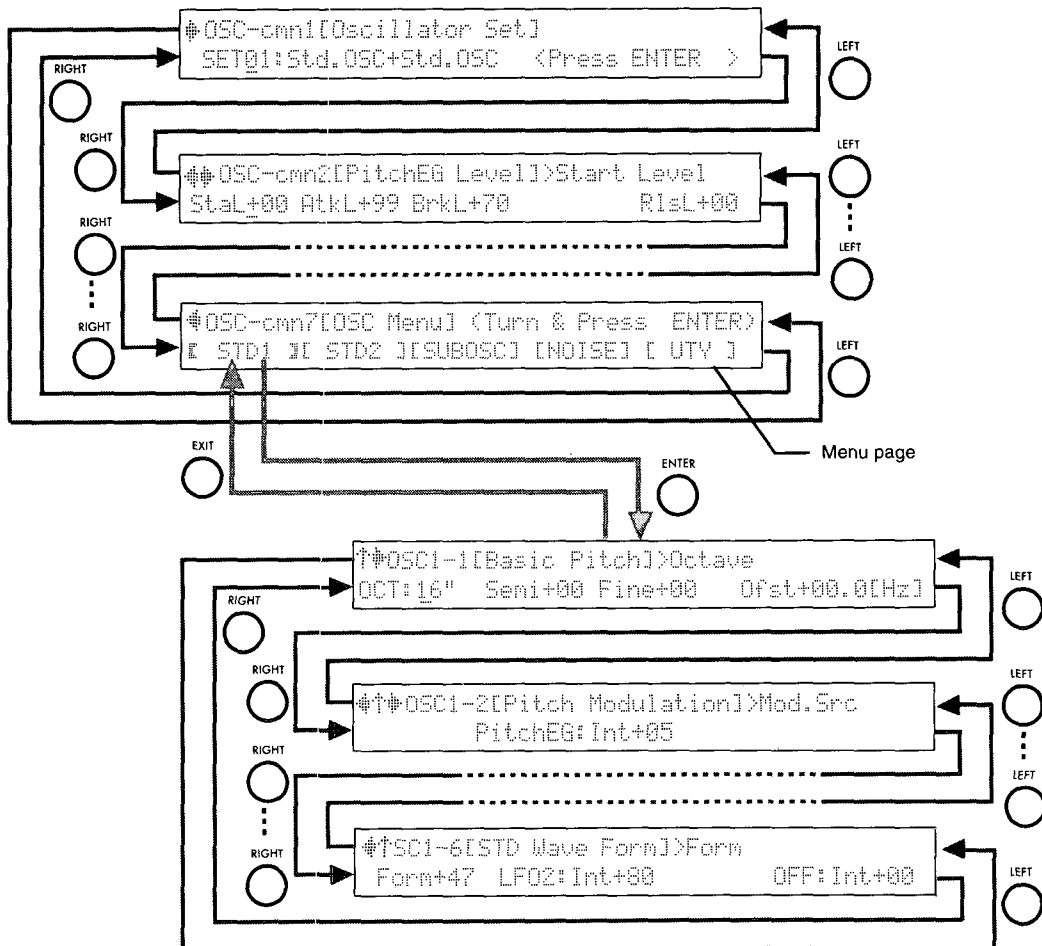 OSC-cmn1[Oscillator Set]
SET01:Std.OSC+Std.OSC <Press ENTER >
LEFT
RIGHT
RIGHT
OSC-cmn2[PitchEG Level]>Start Level
StaL+00 AtkL+99 BrkL+70 RlsL+00
LEFT
RIGHT
LEFT
RIGHT
OSC-cmn7[OSC Menu] (Turn & Press ENTER)
[ STD1 ][ STD2 ][SUBOSC] [NOISE] [ UTY ]
LEFT
EXIT
ENTER
Menu page
↑OSC1-1[Basic Pitch]>Octave
OCT:16" Semi+00 Fine+00 Ofst+00.0[Hz]
LEFT
RIGHT
RIGHT
↑OSC1-2[Pitch Modulation]>Mod.Src
PitchEG:Int+05
LEFT
RIGHT
LEFT
RIGHT
↑SC1-6[STD Wave Form]>Form
Form+47 LFO2:Int+80 OFF:Int+00
LEFT